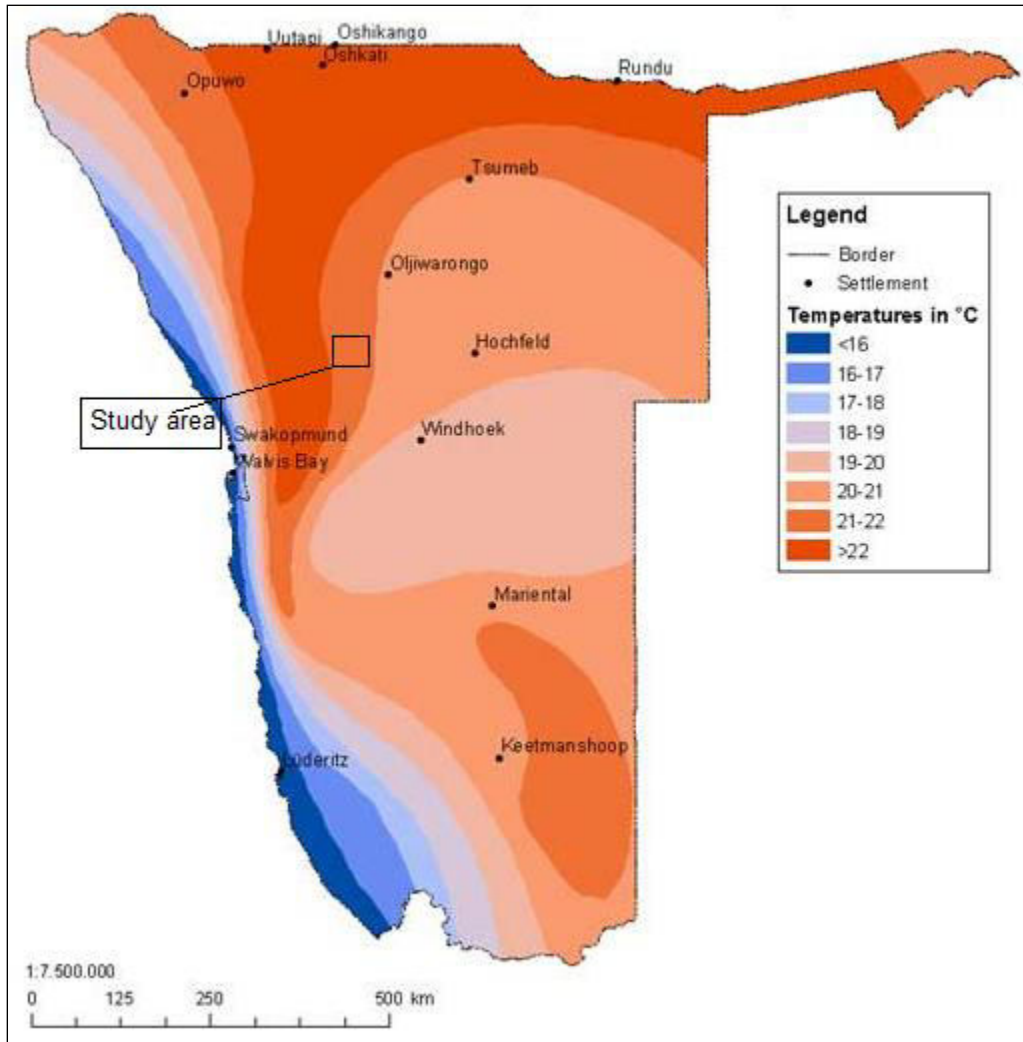 Uutapi
Oshikango
Oshkati
Opuwo
Rundu
Tsumeb
Oljiwarongo
Hochfeld
Study área
Swakopmund
Walvis Bay
Windhoek
Mariental
Keetmanshoop
Lüderitz
Legend
Border
Settlement
Temperatures in °C
<16
16-17
17-18
18-19
19-20
20-21
21-22
>22
1:7.500.000
0 125 250 500 km